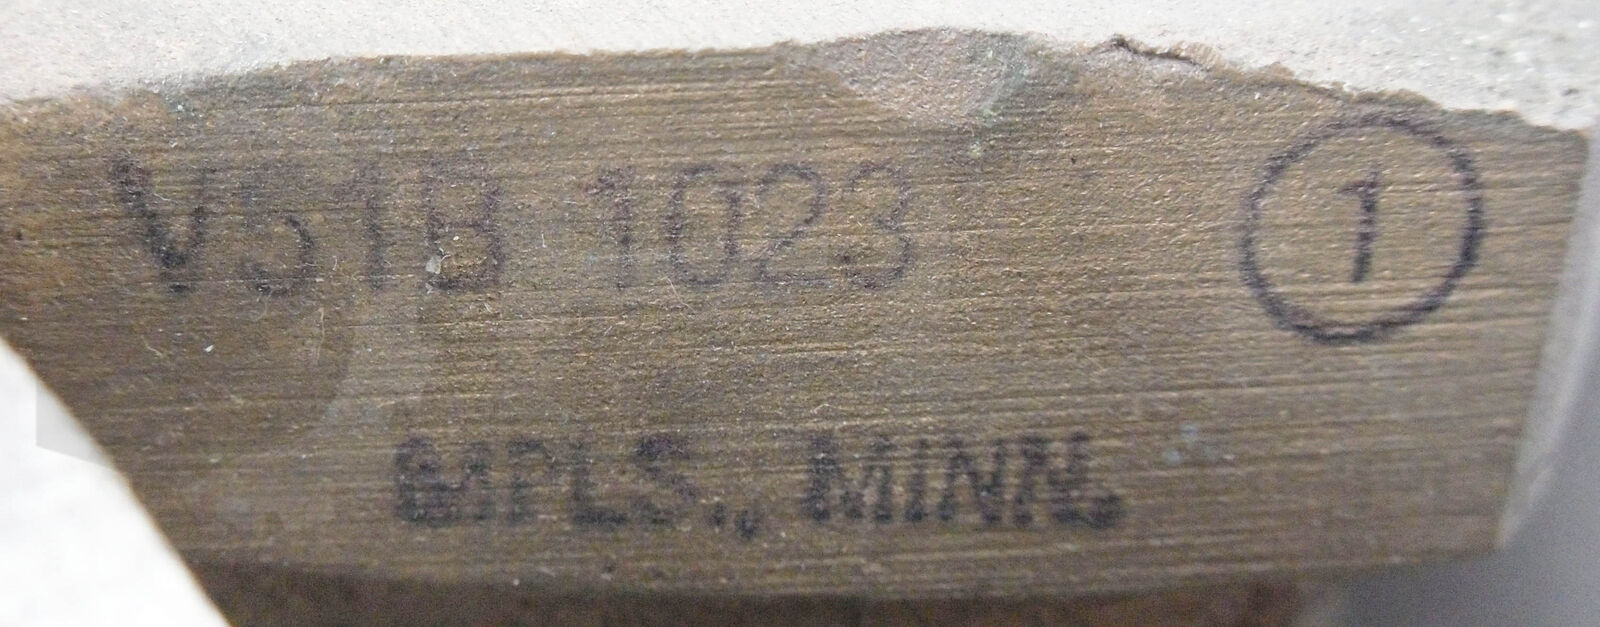 V51B 1023 ①
MPLS., MINN.